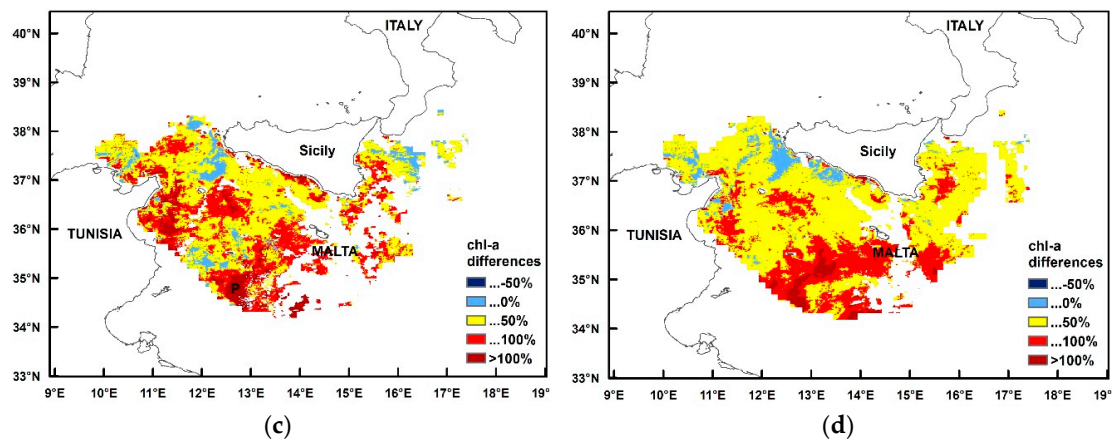 ITALY
40°N
39°N
38°N
37°N
36°N
35°N
34°N
33°N
Sicily
TUNISIA
MALTA
P
chl-a
differences
...-50%
...0%
...50%
...100%
>100%
9°E 10°E 11°E 12°E 13°E 14°E 15°E 16°E 17°E 18°E 19°
(c)
ITALY
40°N
39°N
38°N
37°N
36°N
35°N
34°N
33°N
Sicily
TUNISIA
MALTA
chl-a
differences
...-50%
...0%
...50%
...100%
>100%
9°E 10°E 11°E 12°E 13°E 14°E 15°E 16°E 17°E 18°E 19°
(d)